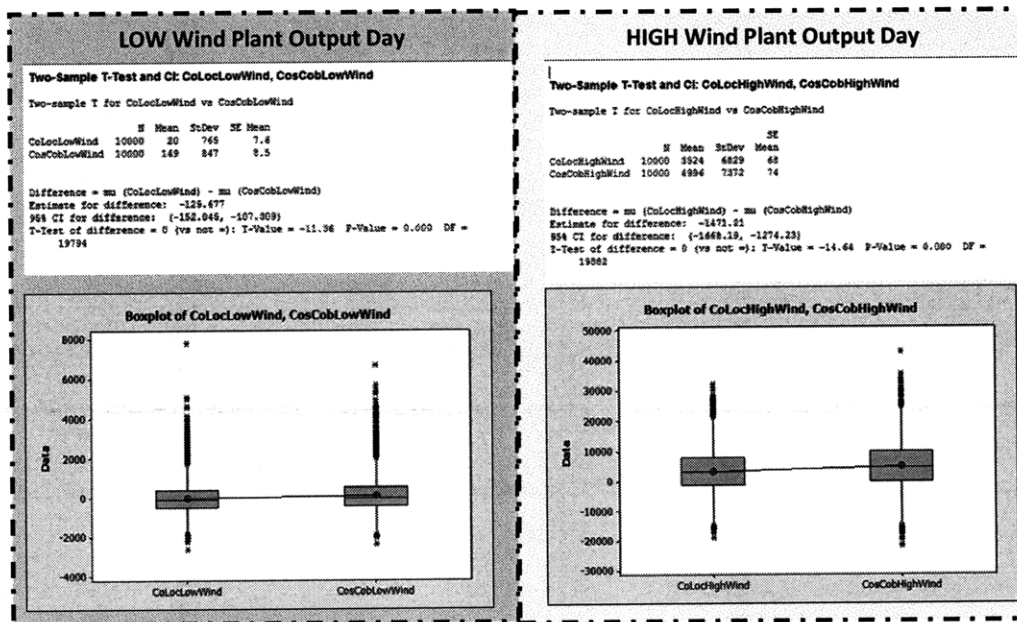 LOW Wind Plant Output Day
Two-Sample T-Test and CI: CoLocLowWind, CosCobLowWind
Two-sample T for CoLocLowWind vs CosCobLowWind
N Mean StDev SE Mean
CoLocLowWind 10000 20 765 7.6
CosCobLowWind 10000 149 847 8.5
Difference = mu (CoLocLowWind) - mu (CosCobLowWind)
Estimate for difference: -129.677
95% CI for difference: (-152.045, -107.309)
T-Test of difference = 0 (vs not =): T-Value = -11.36 P-Value = 0.000 DF =
19794
Boxplot of CoLocLowWind, CosCobLowWind
8000
6000
4000
2000
0
-2000
-4000
Data
CoLocLowWind
CosCobLowWind
HIGH Wind Plant Output Day
Two-Sample T-Test and CI: CoLocHighWind, CosCobHighWind
Two-sample T for CoLocHighWind vs CosCobHighWind
SE
N Mean StDev Mean
CoLocHighWind 10000 3524 6829 68
CosCobHighWind 10000 4996 7372 74
Difference = mu (CoLocHighWind) - mu (CosCobHighWind)
Estimate for difference: -1471.21
95% CI for difference: (-1668.19, -1274.23)
T-Test of difference = 0 (vs not =): T-Value = -14.64 P-Value = 0.000 DF =
Boxplot of CoLocHighWind, CosCobHighWind
50000
40000
30000
20000
10000
0
-10000
-20000
-30000
Data
CoLocHighWind
CosCobHighWind